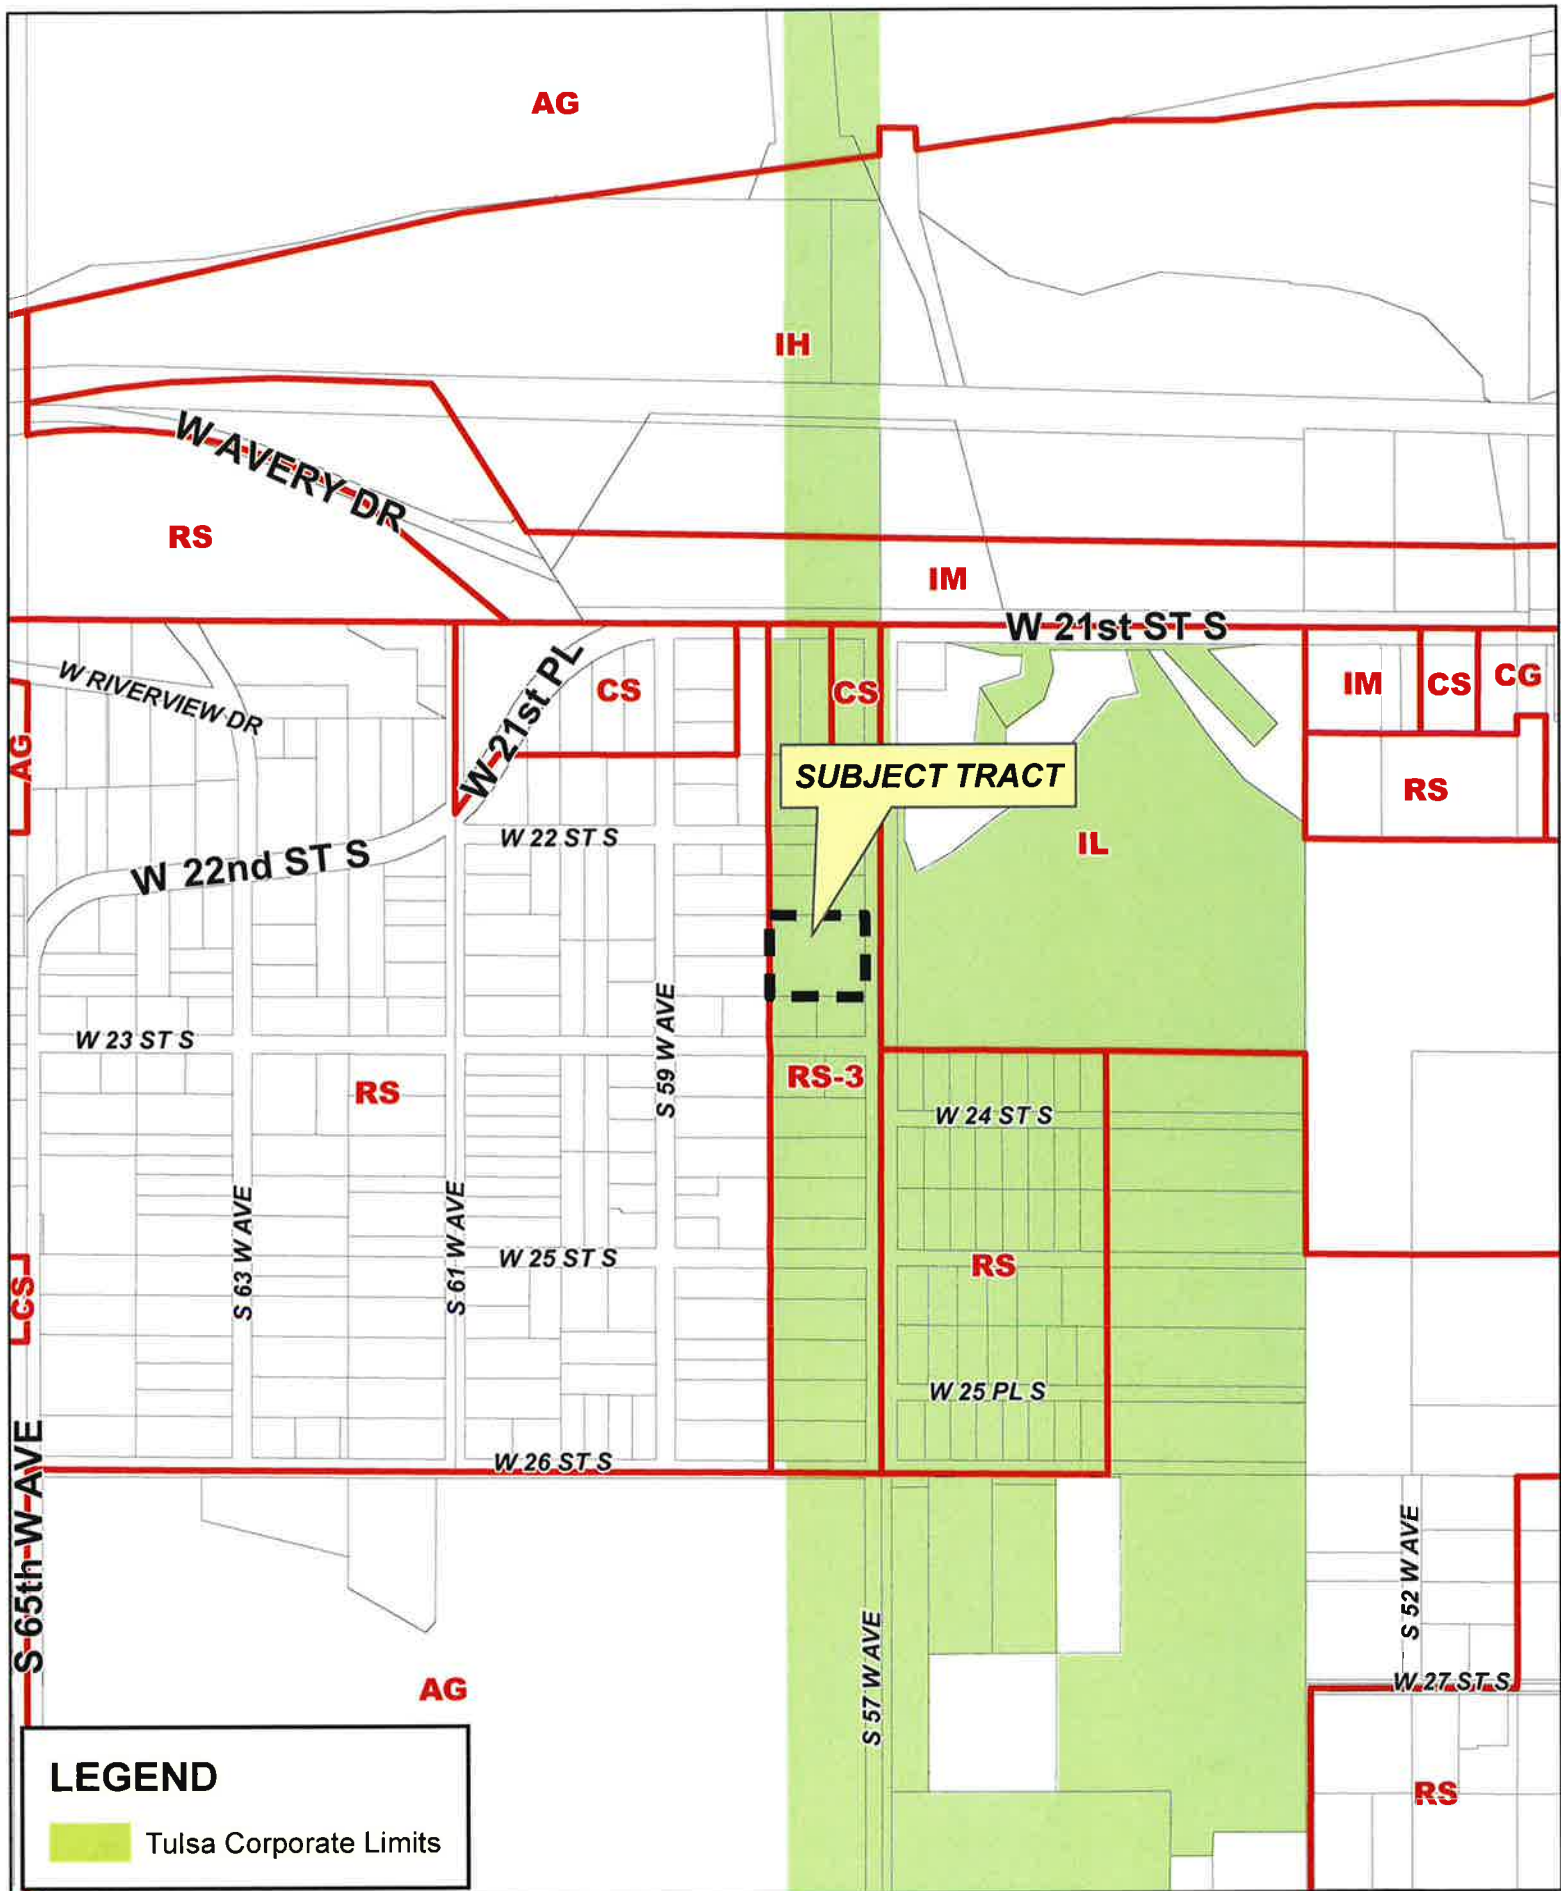 AG
IH
W AVERY DR
RS
IM
W 21st ST S
W RIVERVIEW DR
W 21st PL
CS
CS
IM
CS
CG
AG
SUBJECT TRACT
RS
W 22 ST S
IL
W 22nd ST S
S 59 W AVE
W 23 ST S
RS
RS-3
W 24 ST S
S 63 W AVE
S 61 W AVE
W 25 ST S
RS
CS
W 25 PL S
W 26 ST S
S 65th W AVE
S 52 W AVE
S 57 W AVE
AG
W 27 ST S
RS
LEGEND
Tulsa Corporate Limits